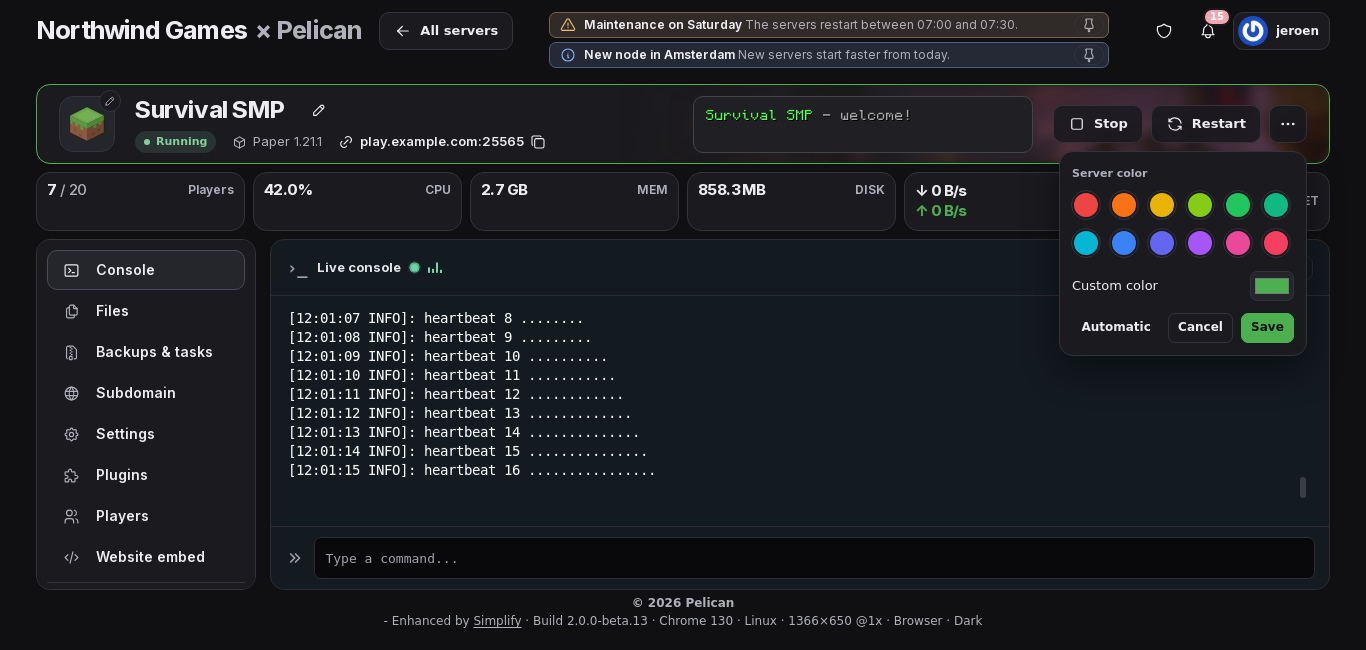 Northwind Games × Pelican
All servers
Maintenance on Saturday The servers restart between 07:00 and 07:30.
New node in Amsterdam New servers start faster from today.
15
jeroen
Survival SMP
Running
Paper 1.21.1
play.example.com:25565
Survival SMP - welcome!
Stop
Restart
7 / 20 Players
42.0% CPU
2.7 GB MEM
858.3 MB DISK
↓ 0 B/s
↑ 0 B/s
Server color
Custom color
Automatic
Cancel
Save
Console
Files
Backups & tasks
Subdomain
Settings
Plugins
Players
Website embed
Live console
[12:01:07 INFO]: heartbeat 8 ........
[12:01:08 INFO]: heartbeat 9 .........
[12:01:09 INFO]: heartbeat 10 ..........
[12:01:10 INFO]: heartbeat 11 ...........
[12:01:11 INFO]: heartbeat 12 ............
[12:01:12 INFO]: heartbeat 13 .............
[12:01:13 INFO]: heartbeat 14 ..............
[12:01:14 INFO]: heartbeat 15 ...............
[12:01:15 INFO]: heartbeat 16 ................
Type a command...
© 2026 Pelican
- Enhanced by Simplify · Build 2.0.0-beta.13 · Chrome 130 · Linux · 1366×650 @1x · Browser · Dark